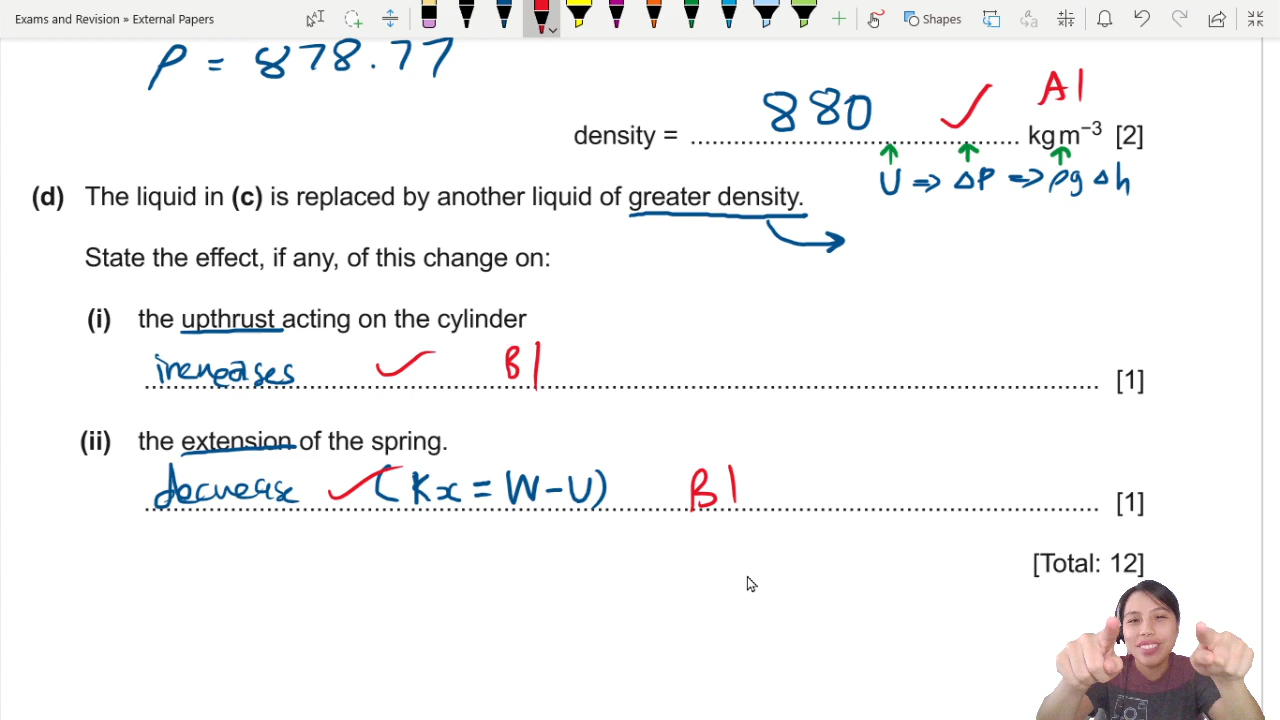 Exams and Revision » External Papers
Shapes
ρ = 878.77
880 A1
density = ........ kg m⁻³ [2]
U ⇒ ΔP ⇒ ρgΔh
(d) The liquid in (c) is replaced by another liquid of greater density.
State the effect, if any, of this change on:
(i) the upthrust acting on the cylinder
increases ✓ B1
[1]
(ii) the extension of the spring.
decrease ✓ (Kx = W-U) B1
[1]
[Total: 12]